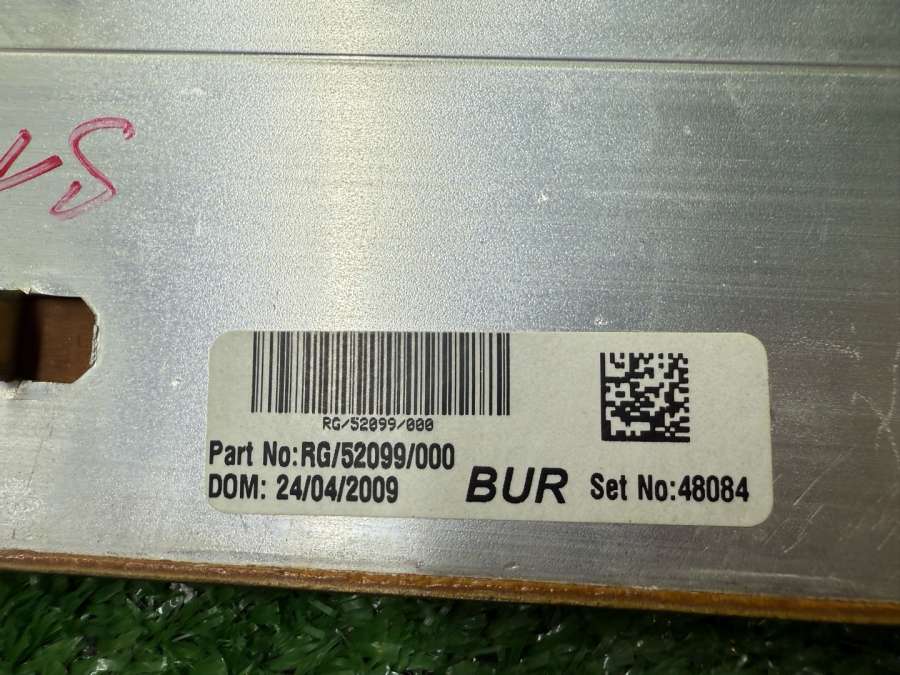 RG/52099/000
Part No:RG/52099/000
DOM: 24/04/2009
BUR
Set No:48084